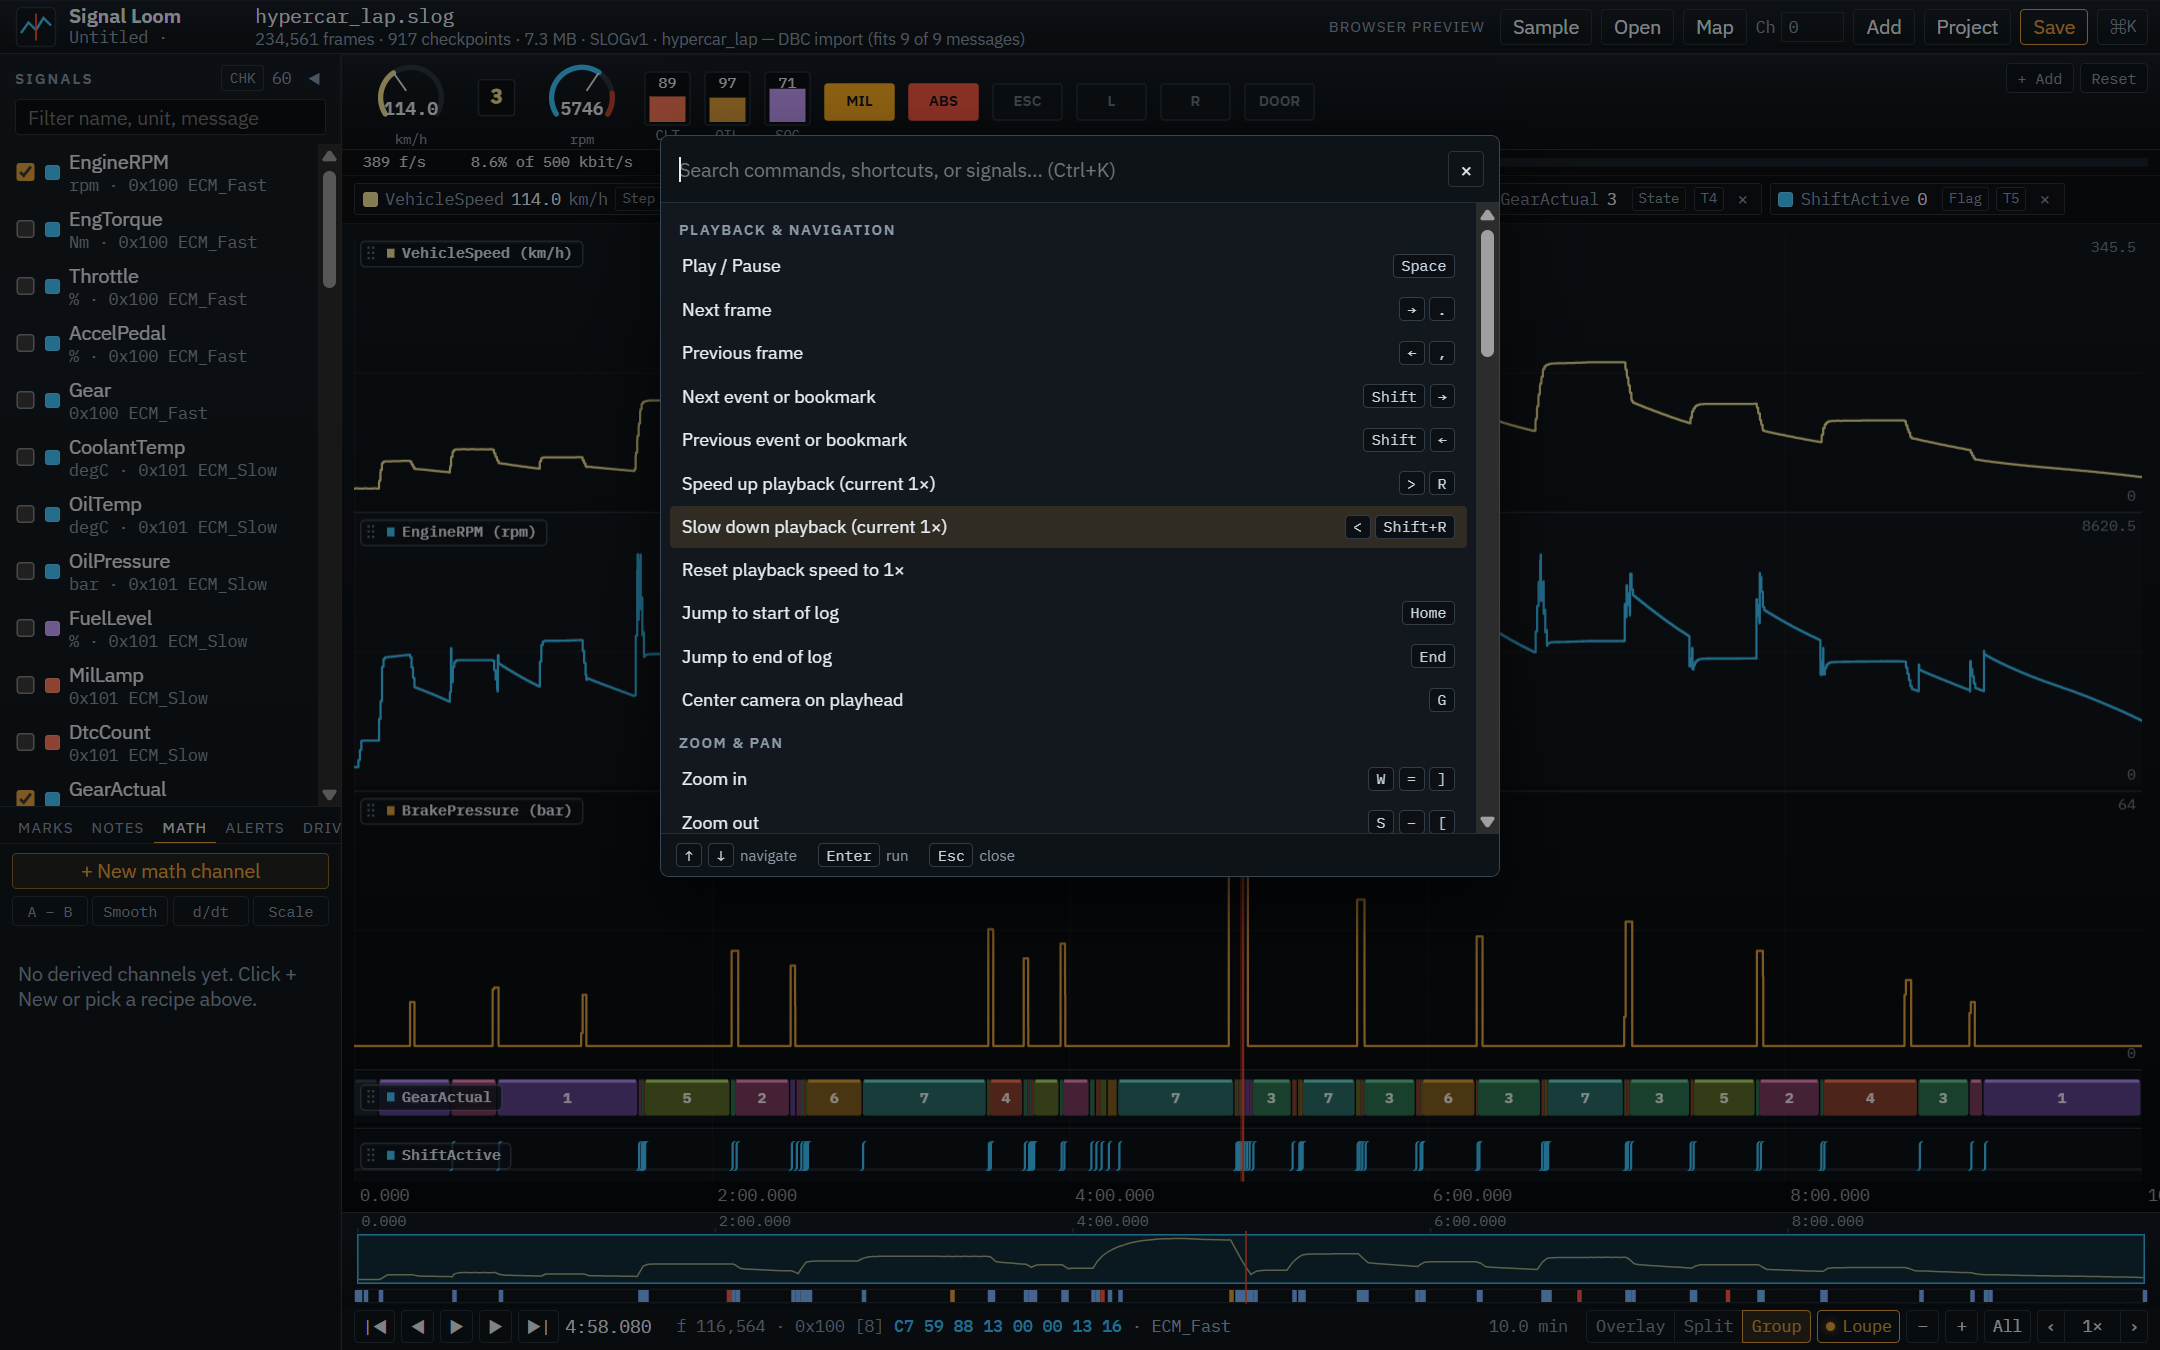 Signal Loom
Untitled ·
hypercar_lap.slog
234,561 frames · 917 checkpoints · 7.3 MB · SLOGv1 · hypercar_lap — DBC import (fits 9 of 9 messages)
BROWSER PREVIEW
Sample
Open
Map
Ch 0
Add
Project
Save
⌘K
SIGNALS
CHK 60 ◀
Filter name, unit, message
EngineRPM
rpm · 0x100 ECM_Fast
EngTorque
Nm · 0x100 ECM_Fast
Throttle
% · 0x100 ECM_Fast
AccelPedal
% · 0x100 ECM_Fast
Gear
0x100 ECM_Fast
CoolantTemp
degC · 0x101 ECM_Slow
OilTemp
degC · 0x101 ECM_Slow
OilPressure
bar · 0x101 ECM_Slow
FuelLevel
% · 0x101 ECM_Slow
MilLamp
0x101 ECM_Slow
DtcCount
0x101 ECM_Slow
GearActual
MARKS NOTES MATH ALERTS DRIV
+ New math channel
A − B
Smooth
d/dt
Scale
No derived channels yet. Click +
New or pick a recipe above.
114.0
km/h
3
5746
rpm
89
97
71
MIL
ABS
ESC
L
R
DOOR
+ Add
Reset
389 f/s 8.6% of 500 kbit/s
VehicleSpeed 114.0 km/h Step
GearActual 3 State T4 ×
ShiftActive 0 Flag T5 ×
VehicleSpeed (km/h)
345.5
0
EngineRPM (rpm)
8620.5
0
BrakePressure (bar)
64
0
Search commands, shortcuts, or signals... (Ctrl+K)
×
PLAYBACK & NAVIGATION
Play / Pause Space
Next frame → .
Previous frame ← ,
Next event or bookmark Shift →
Previous event or bookmark Shift ←
Speed up playback (current 1×) > R
Slow down playback (current 1×) < Shift+R
Reset playback speed to 1×
Jump to start of log Home
Jump to end of log End
Center camera on playhead G
ZOOM & PAN
Zoom in W = ]
Zoom out S − [
↑ ↓ navigate Enter run Esc close
GearActual 1 5 2 6 7 4 7 3 7 3 6 3 7 3 5 2 4 3 1
ShiftActive
0.000 2:00.000 4:00.000 6:00.000 8:00.000
0.000 2:00.000 4:00.000 6:00.000 8:00.000
4:58.080
f 116,564 · 0x100 [8] C7 59 88 13 00 00 13 16 · ECM_Fast
10.0 min
Overlay
Split
Group
Loupe
−
+
All
‹
1×
›